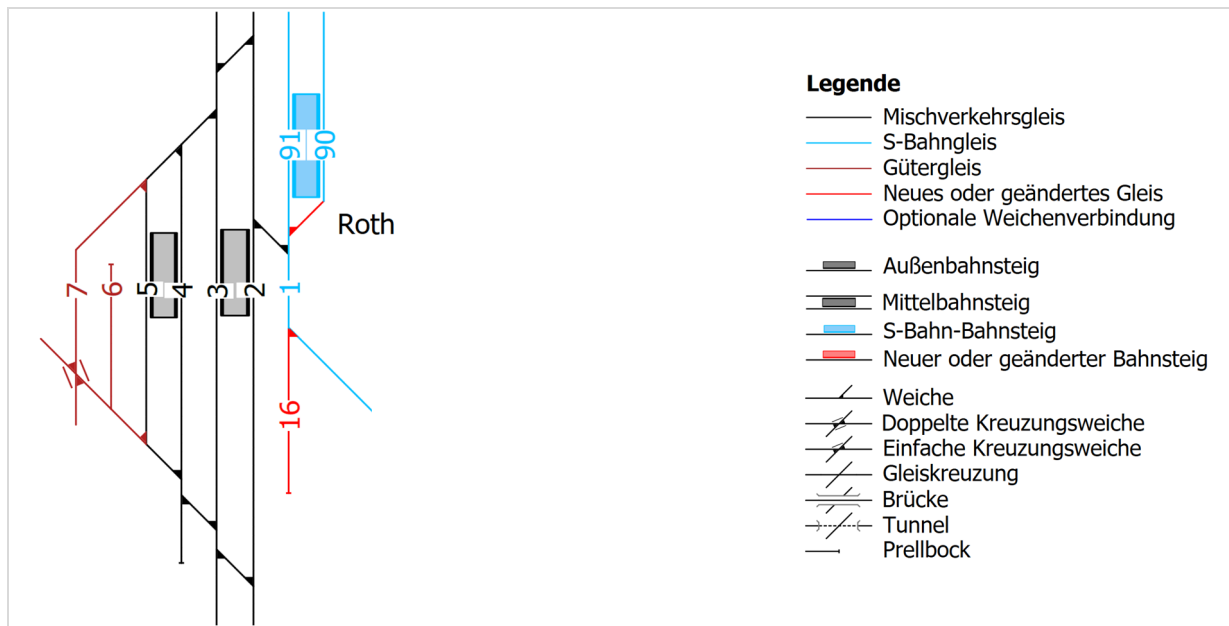 91
90
Roth
7
6
5
4
3
2
1
16
Legende
Mischverkehrsgleis
S-Bahngleis
Gütergleis
Neues oder geändertes Gleis
Optionale Weichenverbindung
Außenbahnsteig
Mittelbahnsteig
S-Bahn-Bahnsteig
Neuer oder geänderter Bahnsteig
Weiche
Doppelte Kreuzungsweiche
Einfache Kreuzungsweiche
Gleiskreuzung
Brücke
Tunnel
Prellbock